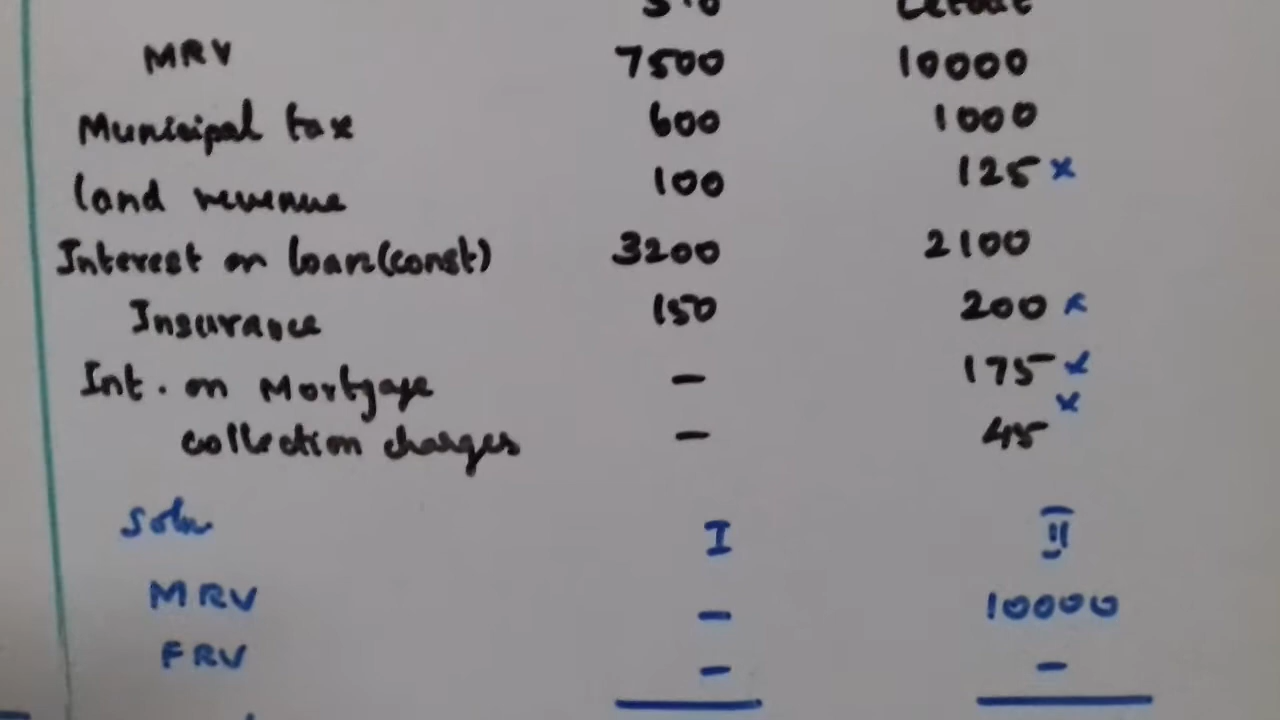 MRV 7500 10000
Municipal tax 600 1000
land revenue 100 125 x
Interest on loan(const) 3200 2100
Insurance 150 200 x
Int. on Mortgage - 175 x
collection charges - 45 x
Soln I II
MRV - 10000
FRV - -